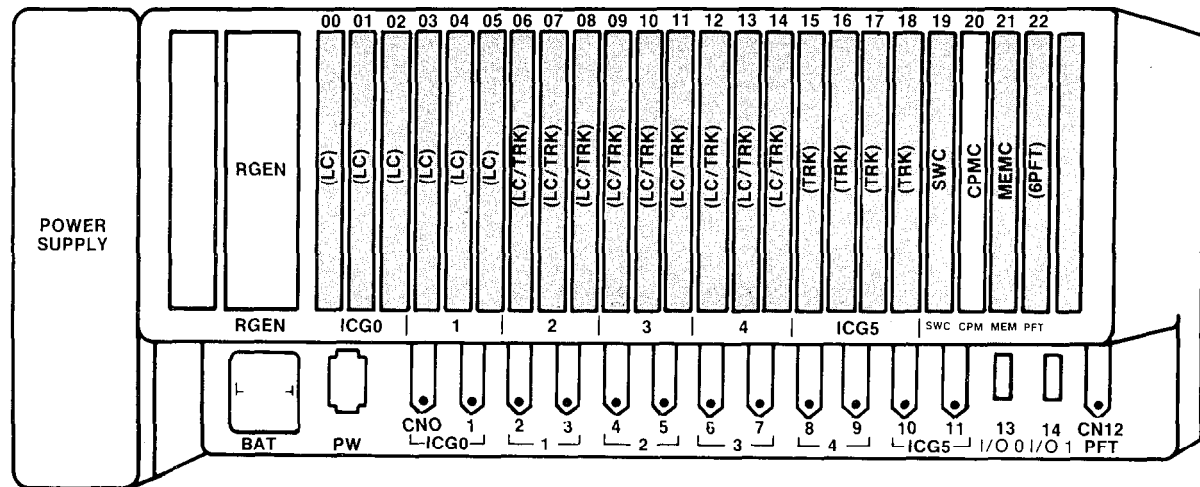 00 01 02 03 04 05 06 07 08 09 10 11 12 13 14 15 16 17 18 19 20 21 22
POWER
SUPPLY
RGEN
(LC) (LC) (LC) (LC) (LC) (LC) (LC/TRK) (LC/TRK) (LC/TRK) (LC/TRK) (LC/TRK) (LC/TRK) (LC/TRK) (LC/TRK) (LC/TRK) (TRK) (TRK) (TRK) (TRK) SWC CPMC MEMC (6PFT)
RGEN ICG0 1 2 3 4 ICG5 SWC CPM MEM PFT
CNO 1 2 3 4 5 6 7 8 9 10 11 13 14 CN12
BAT PW ICG0 1 2 3 4 ICG5 I/O 0 I/O 1 PFT